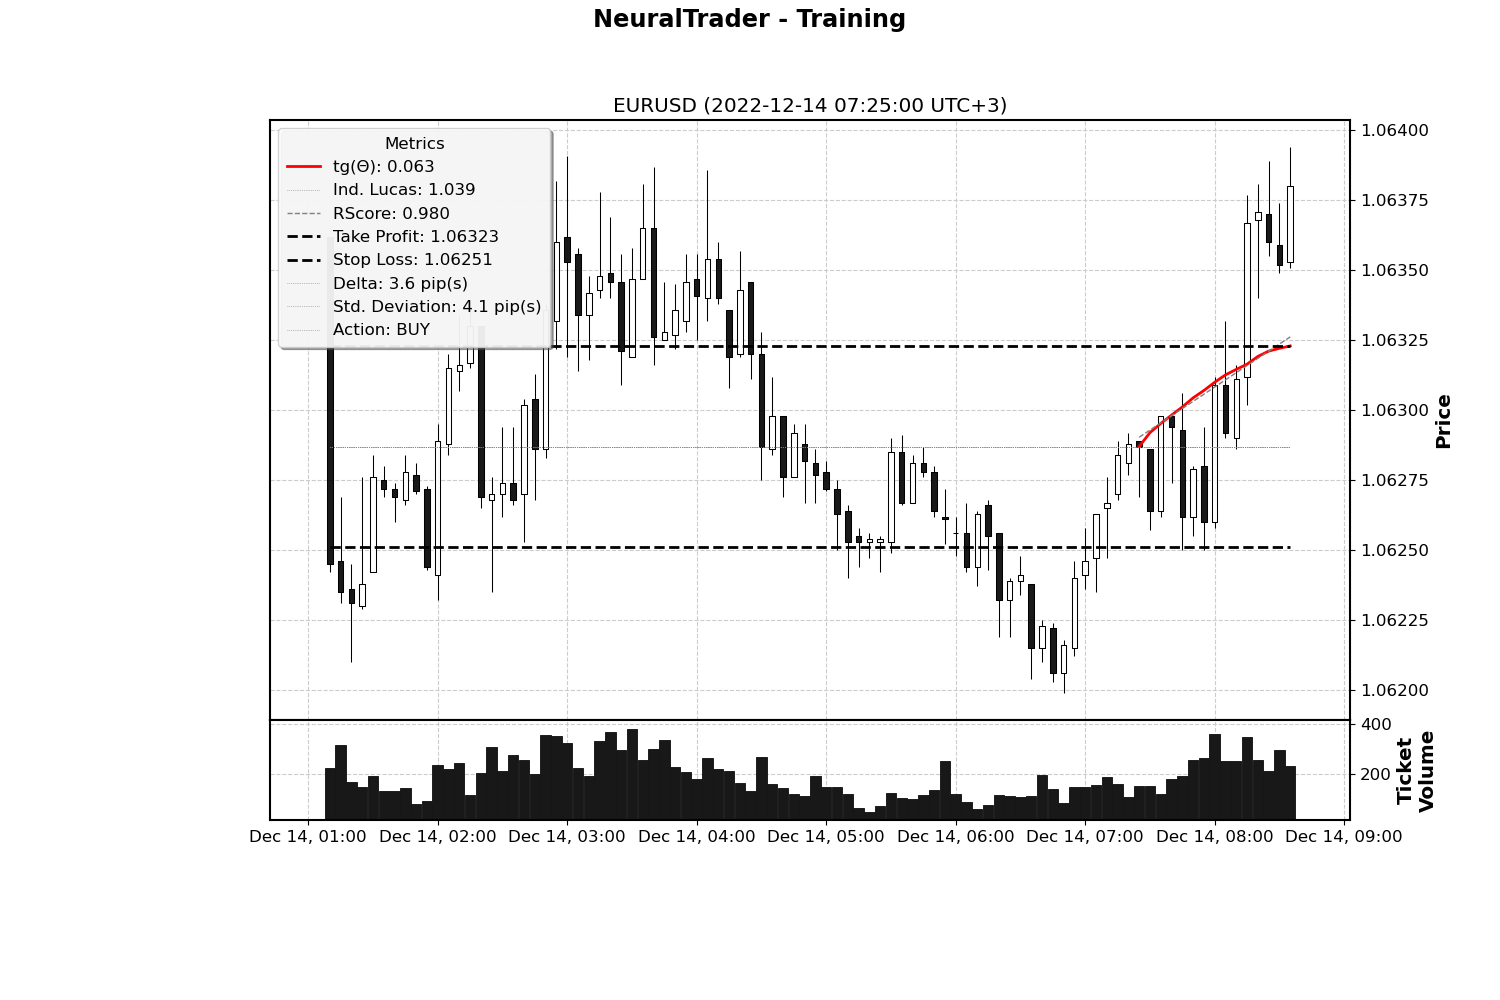 NeuralTrader - Training
EURUSD (2022-12-14 07:25:00 UTC+3)
Metrics
tg(Θ): 0.063
Ind. Lucas: 1.039
RScore: 0.980
Take Profit: 1.06323
Stop Loss: 1.06251
Delta: 3.6 pip(s)
Std. Deviation: 4.1 pip(s)
Action: BUY
1.06400
1.06375
1.06350
1.06325
1.06300
1.06275
1.06250
1.06225
1.06200
Price
400
200
Ticket
Volume
Dec 14, 01:00
Dec 14, 02:00
Dec 14, 03:00
Dec 14, 04:00
Dec 14, 05:00
Dec 14, 06:00
Dec 14, 07:00
Dec 14, 08:00
Dec 14, 09:00